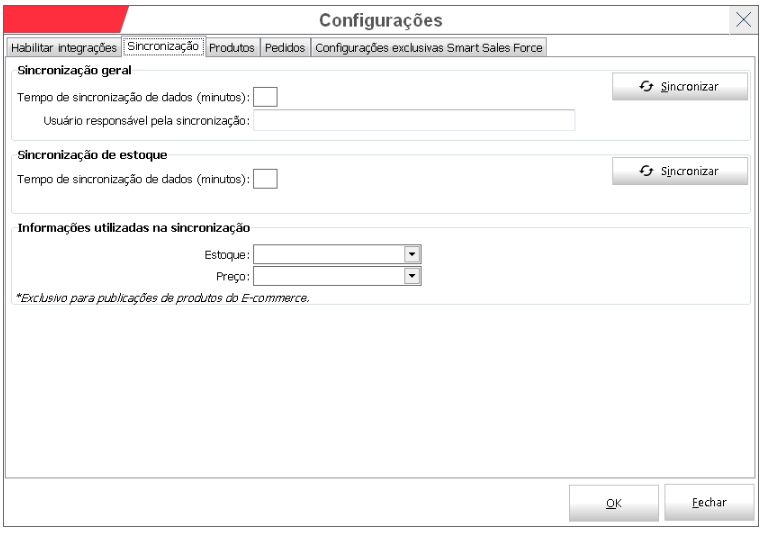 Configurações
Habilitar integrações Sincronização Produtos Pedidos Configurações exclusivas Smart Sales Force
Sincronização geral
Tempo de sincronização de dados (minutos):
Sincronizar
Usuário responsável pela sincronização:
Sincronização de estoque
Tempo de sincronização de dados (minutos):
Sincronizar
Informações utilizadas na sincronização
Estoque:
Preço:
*Exclusivo para publicações de produtos do E-commerce.
OK Fechar